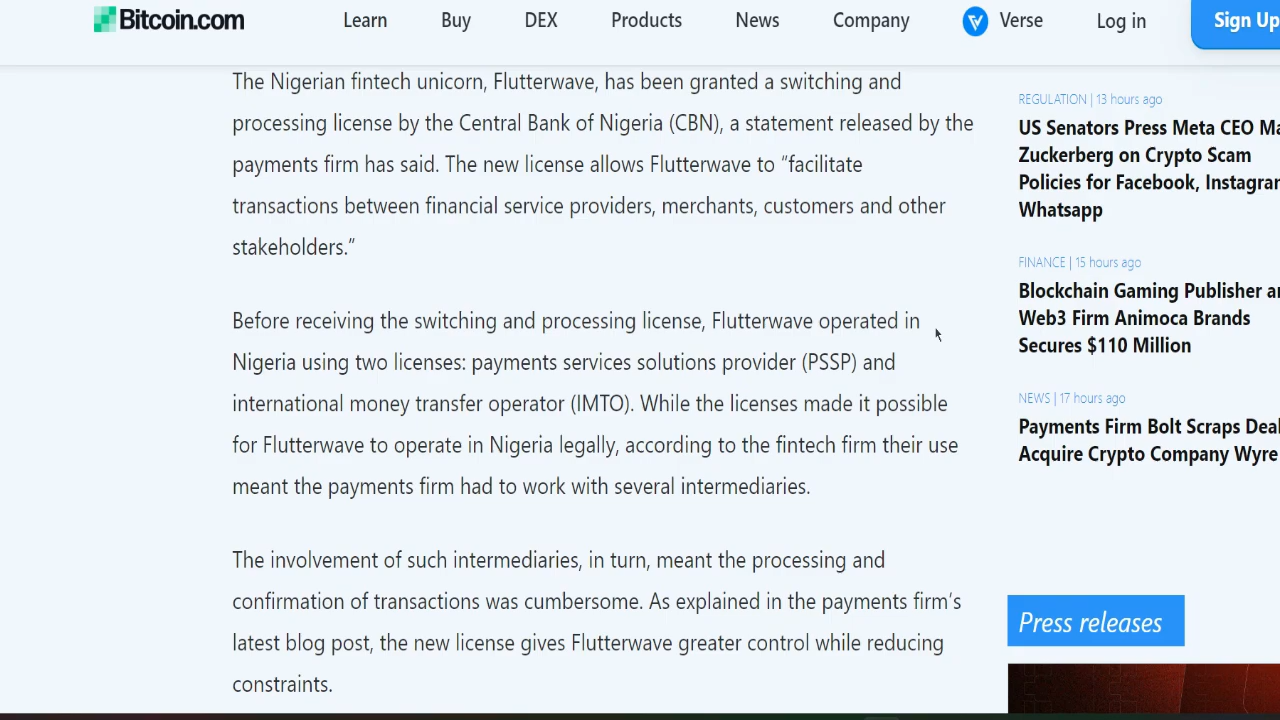 Bitcoin.com
Learn
Buy
DEX
Products
News
Company
Verse
Log in
Sign Up
The Nigerian fintech unicorn, Flutterwave, has been granted a switching and
processing license by the Central Bank of Nigeria (CBN), a statement released by the
payments firm has said. The new license allows Flutterwave to “facilitate
transactions between financial service providers, merchants, customers and other
stakeholders.”
Before receiving the switching and processing license, Flutterwave operated in
Nigeria using two licenses: payments services solutions provider (PSSP) and
international money transfer operator (IMTO). While the licenses made it possible
for Flutterwave to operate in Nigeria legally, according to the fintech firm their use
meant the payments firm had to work with several intermediaries.
The involvement of such intermediaries, in turn, meant the processing and
confirmation of transactions was cumbersome. As explained in the payments firm’s
latest blog post, the new license gives Flutterwave greater control while reducing
constraints.
REGULATION | 13 hours ago
US Senators Press Meta CEO
Zuckerberg on Crypto Scam
Policies for Facebook,
Whatsapp
FINANCE | 15 hours ago
Blockchain Gaming Publisher
Web3 Firm Animoca Brands
Secures $110 Million
NEWS | 17 hours ago
Payments Firm Bolt Scraps
Acquire Crypto Company Wyre
Press releases